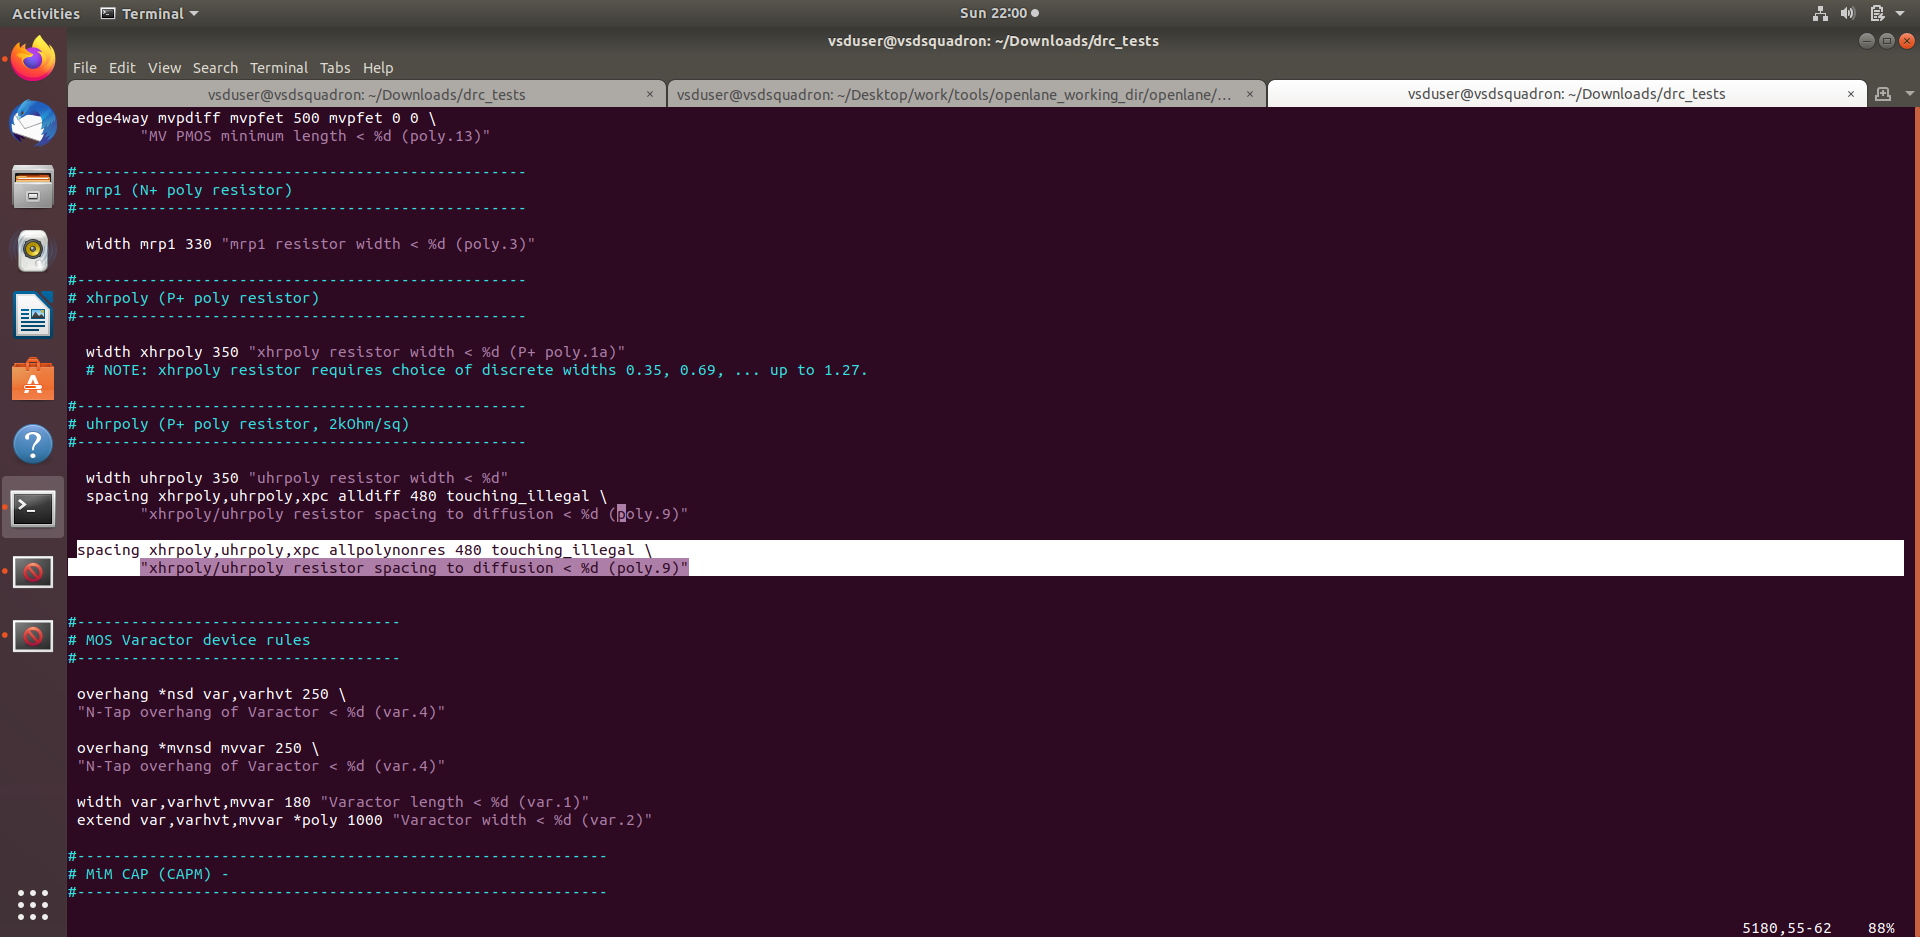 Activities Terminal Sun 22:00
vsduser@vsdsquadron: ~/Downloads/drc_tests
File Edit View Search Terminal Tabs Help
vsduser@vsdsquadron: ~/Downloads/drc_tests × vsduser@vsdsquadron: ~/Desktop/work/tools/openlane_working_dir/openlane/... × vsduser@vsdsquadron: ~/Downloads/drc_tests ×
edge4way mvpdiff mvpfet 500 mvpfet 0 0 \
"MV PMOS minimum length < %d (poly.13)"
#--------------------------------------------------
# mrp1 (N+ poly resistor)
#--------------------------------------------------
width mrp1 330 "mrp1 resistor width < %d (poly.3)"
#--------------------------------------------------
# xhrpoly (P+ poly resistor)
#--------------------------------------------------
width xhrpoly 350 "xhrpoly resistor width < %d (P+ poly.1a)"
# NOTE: xhrpoly resistor requires choice of discrete widths 0.35, 0.69, ... up to 1.27.
#--------------------------------------------------
# uhrpoly (P+ poly resistor, 2kOhm/sq)
#--------------------------------------------------
width uhrpoly 350 "uhrpoly resistor width < %d"
spacing xhrpoly,uhrpoly,xpc alldiff 480 touching_illegal \
"xhrpoly/uhrpoly resistor spacing to diffusion < %d (poly.9)"
spacing xhrpoly,uhrpoly,xpc allpolynonres 480 touching_illegal \
"xhrpoly/uhrpoly resistor spacing to diffusion < %d (poly.9)"
#------------------------------------
# MOS Varactor device rules
#------------------------------------
overhang *nsd var,varhvt 250 \
"N-Tap overhang of Varactor < %d (var.4)"
overhang *mvnsd mvvar 250 \
"N-Tap overhang of Varactor < %d (var.4)"
width var,varhvt,mvvar 180 "Varactor length < %d (var.1)"
extend var,varhvt,mvvar *poly 1000 "Varactor width < %d (var.2)"
#-----------------------------------------------------------
# MiM CAP (CAPM) -
#-----------------------------------------------------------
5180,55-62 88%